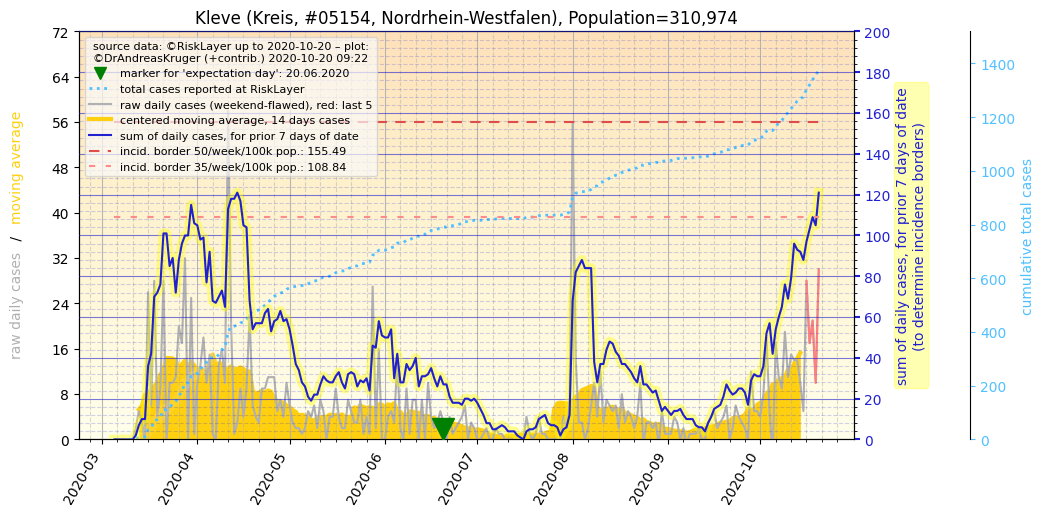 Kleve (Kreis, #05154, Nordrhein-Westfalen), Population=310,974
source data: ©RiskLayer up to 2020-10-20 – plot:
©DrAndreasKruger (+contrib.) 2020-10-20 09:22
marker for 'expectation day': 20.06.2020
total cases reported at RiskLayer
raw daily cases (weekend-flawed), red: last 5
centered moving average, 14 days cases
sum of daily cases, for prior 7 days of date
incid. border 50/week/100k pop.: 155.49
incid. border 35/week/100k pop.: 108.84
raw daily cases / moving average
72
64
56
48
40
32
24
16
8
0
2020-03
2020-04
2020-05
2020-06
2020-07
2020-08
2020-09
2020-10
200
180
160
140
120
100
80
60
40
20
0
sum of daily cases, for prior 7 days of date
(to determine incidence borders)
1400
1200
1000
800
600
400
200
0
cumulative total cases